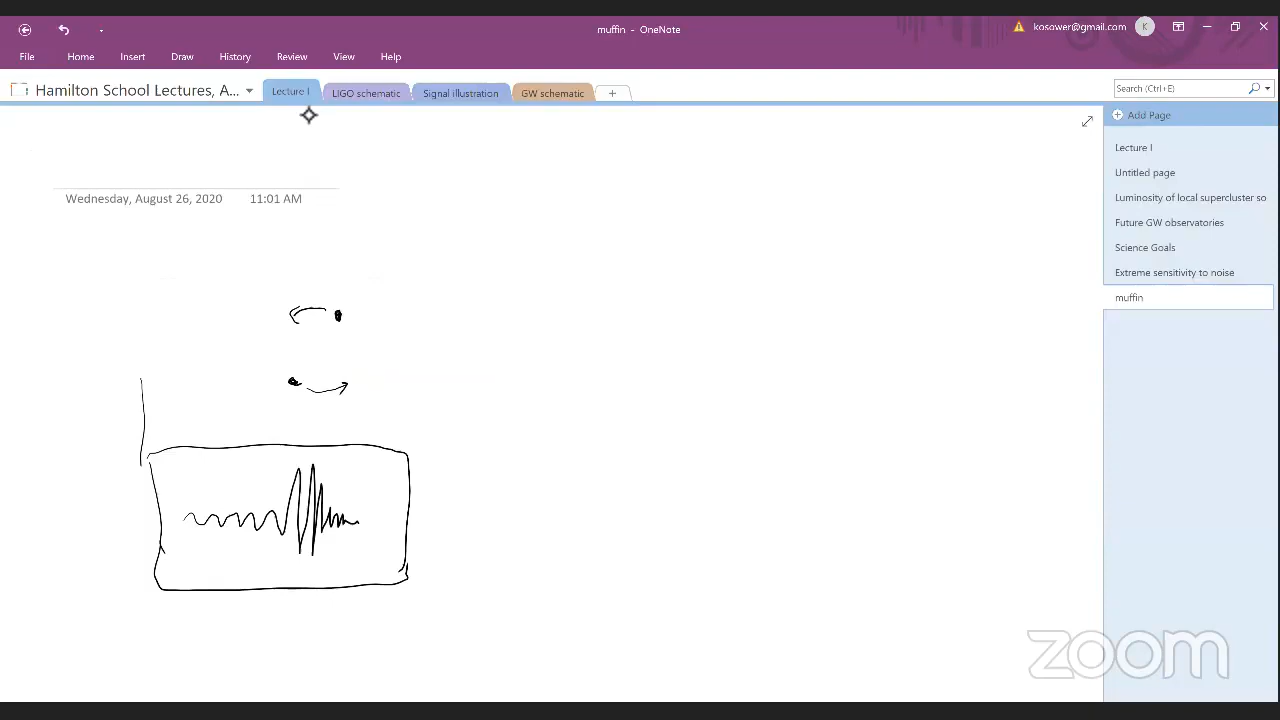 muffin - OneNote
kosower@gmail.com K
File Home Insert Draw History Review View Help
Hamilton School Lectures, A... Lecture I LIGO schematic Signal illustration GW schematic +
Search (Ctrl+E)
Add Page
Lecture I
Untitled page
Luminosity of local supercluster so
Future GW observatories
Science Goals
Extreme sensitivity to noise
muffin
Wednesday, August 26, 2020 11:01 AM
zoom